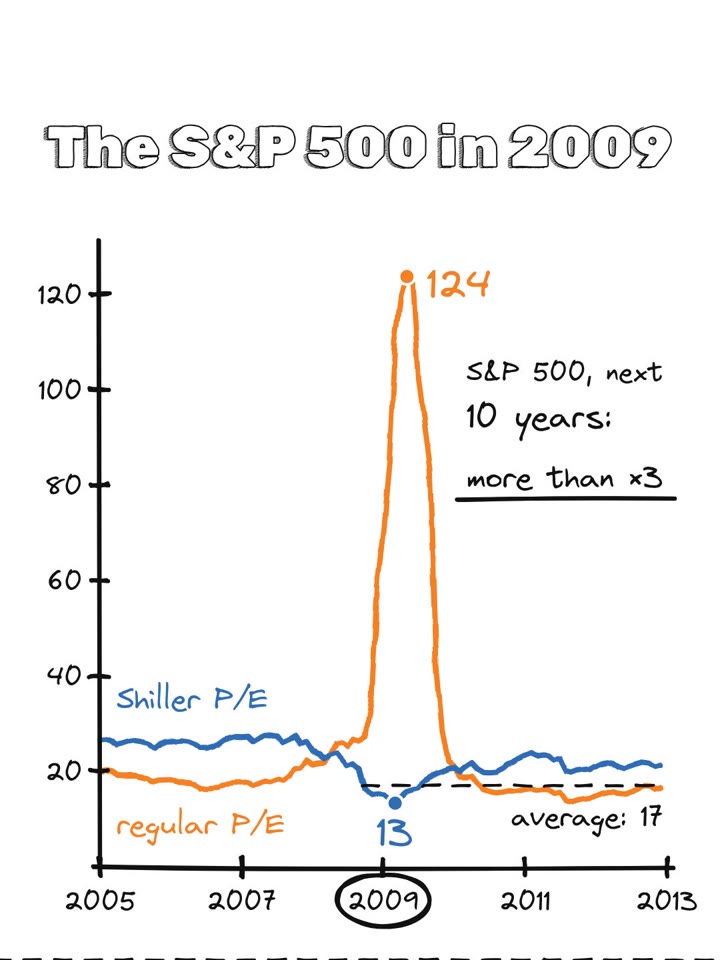 The S&P 500 in 2009
124
120
S&P 500, next
100
10 years:
more than x3
80
60
40
Shiller P/E
20
regular P/E
13
average: 17
2005 2007 2009 2011 2013